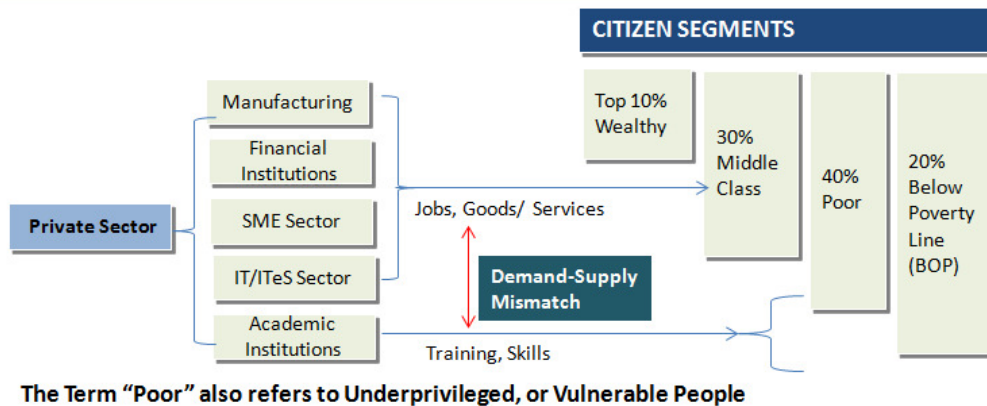 CITIZEN SEGMENTS
Manufacturing
Financial
Institutions
SME Sector
IT/ITeS Sector
Academic
Institutions
Private Sector
Jobs, Goods/ Services
Demand-Supply
Mismatch
Training, Skills
Top 10%
Wealthy
30%
Middle
Class
40%
Poor
20%
Below
Poverty
Line
(BOP)
The Term “Poor” also refers to Underprivileged, or Vulnerable People